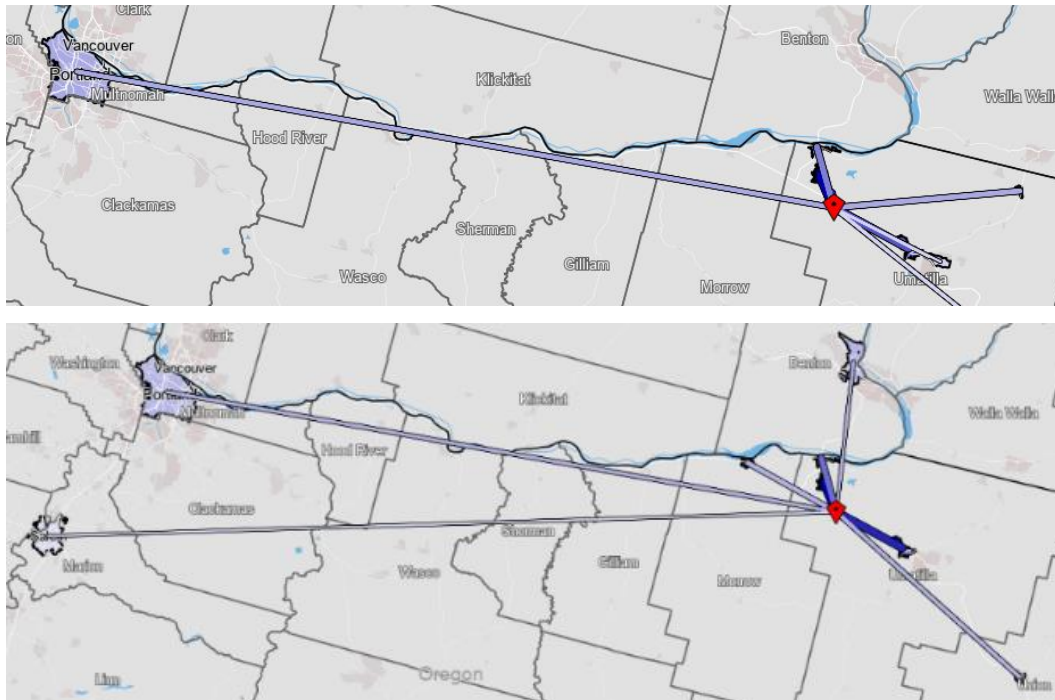 Clark
Benton
Vancouver
Portland
Multnomah
Klickitat
Walla Walla
Hood River
Clackamas
Sherman
Wasco
Gilliam
Umatilla
Morrow
Clark
Washington
Benton
Vancouver
Multnomah
Klickitat
Walla Walla
Hood River
Clackamas
Sherman
Marion
Wasco
Gilliam
Umatilla
Morrow
Oregon
Linn
Union